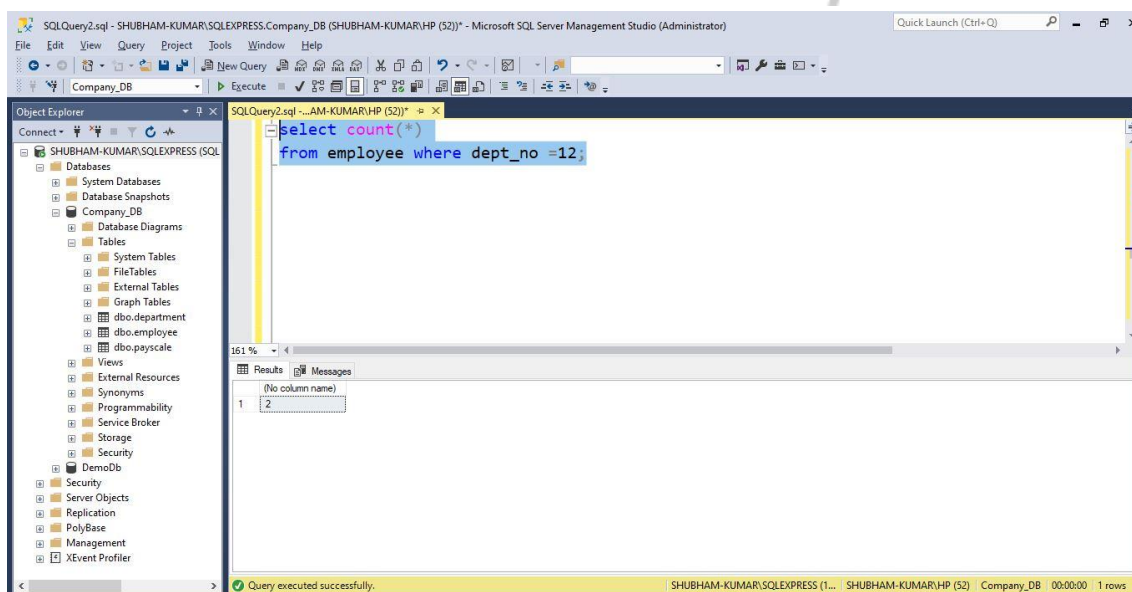 SQLQuery2.sql - SHUBHAM-KUMAR\SQLEXPRESS.Company_DB (SHUBHAM-KUMAR\HP (52))* - Microsoft SQL Server Management Studio (Administrator)
Quick Launch (Ctrl+Q)
File Edit View Query Project Tools Window Help
New Query
Company_DB
Execute
Object Explorer
SQLQuery2.sql -...AM-KUMAR\HP (52))*
Connect
SHUBHAM-KUMAR\SQLEXPRESS (SQL
Databases
System Databases
Database Snapshots
Company_DB
Database Diagrams
Tables
System Tables
FileTables
External Tables
Graph Tables
dbo.department
dbo.employee
dbo.payscale
Views
External Resources
Synonyms
Programmability
Service Broker
Storage
Security
DemoDb
Security
Server Objects
Replication
PolyBase
Management
XEvent Profiler
select count(*)
from employee where dept_no =12;
161 %
Results Messages
(No column name)
1 2
Query executed successfully.
SHUBHAM-KUMAR\SQLEXPRESS (1... SHUBHAM-KUMAR\HP (52) Company_DB 00:00:00 1 rows